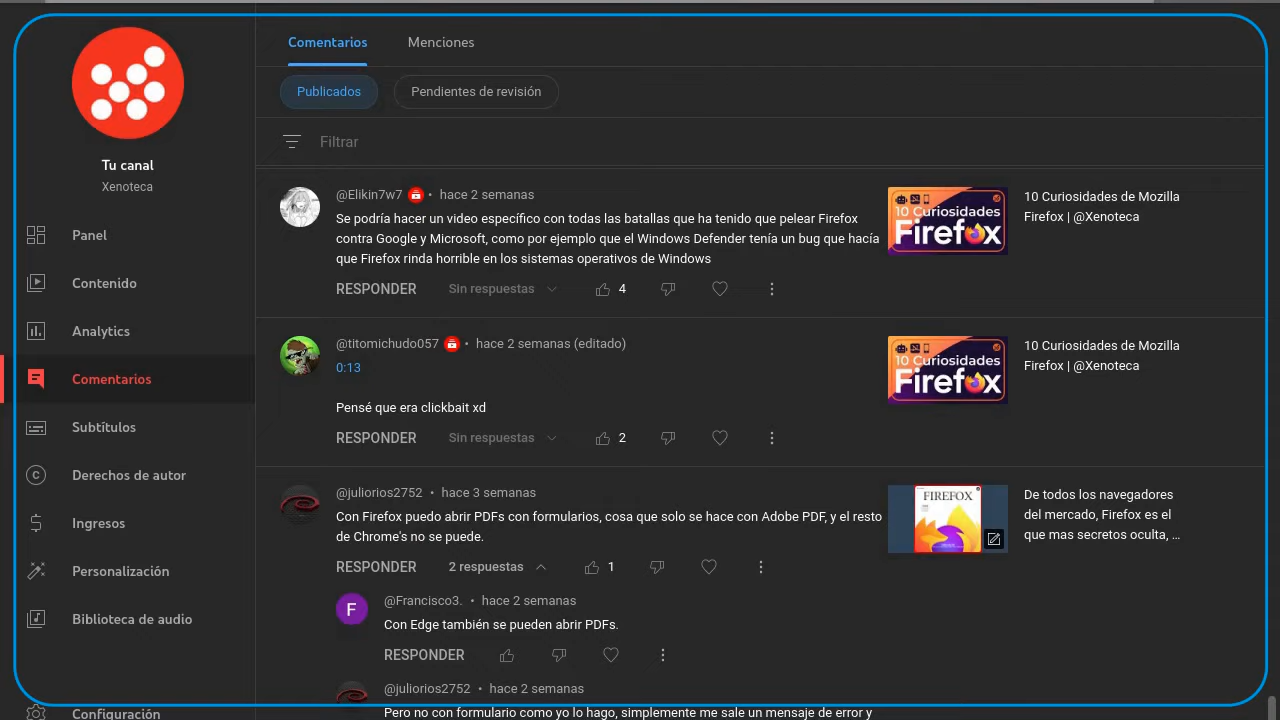 Tu canal
Xenoteca
Panel
Contenido
Analytics
Comentarios
Subtítulos
Derechos de autor
Ingresos
Personalización
Biblioteca de audio
Configuración
Comentarios
Menciones
Publicados
Pendientes de revisión
Filtrar
@Elikin7w7 • hace 2 semanas
Se podría hacer un video específico con todas las batallas que ha tenido que pelear Firefox
contra Google y Microsoft, como por ejemplo que el Windows Defender tenía un bug que hacía
que Firefox rinda horrible en los sistemas operativos de Windows
RESPONDER Sin respuestas 4
10 Curiosidades
Firefox
10 Curiosidades de Mozilla
Firefox | @Xenoteca
@titomichudo057 • hace 2 semanas (editado)
0:13
Pensé que era clickbait xd
RESPONDER Sin respuestas 2
10 Curiosidades
Firefox
10 Curiosidades de Mozilla
Firefox | @Xenoteca
@juliorios2752 • hace 3 semanas
Con Firefox puedo abrir PDFs con formularios, cosa que solo se hace con Adobe PDF, y el resto
de Chrome's no se puede.
RESPONDER 2 respuestas 1
FIREFOX
De todos los navegadores
del mercado, Firefox es el
que mas secretos oculta, ...
F
@Francisco3. • hace 2 semanas
Con Edge también se pueden abrir PDFs.
RESPONDER
@juliorios2752 • hace 2 semanas
Pero no con formulario como yo lo hago, simplemente me sale un mensaje de error y